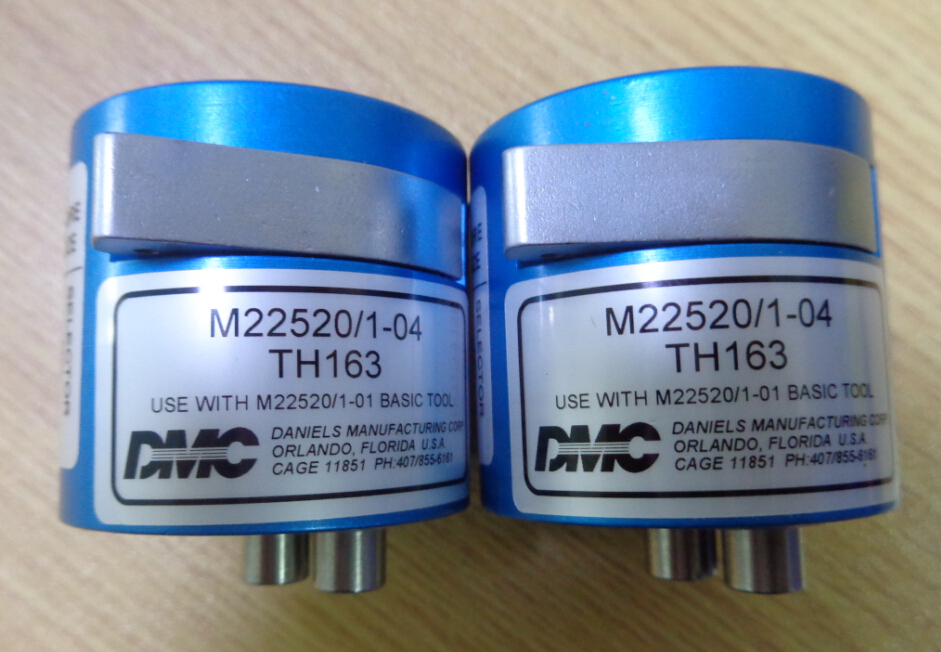 M22520/1-04
TH163
USE WITH M22520/1-01 BASIC TOOL
DMC
DANIELS MANUFACTURING CORP
ORLANDO, FLORIDA U.S.A.
CAGE 11851 PH:407/855-6161
SELECTOR
M22520/1-04
TH163
USE WITH M22520/1-01 BASIC TOOL
DMC
DANIELS MANUFACTURING CORP
ORLANDO, FLORIDA U.S.A.
CAGE 11851 PH:407/855-6161
SELECTOR